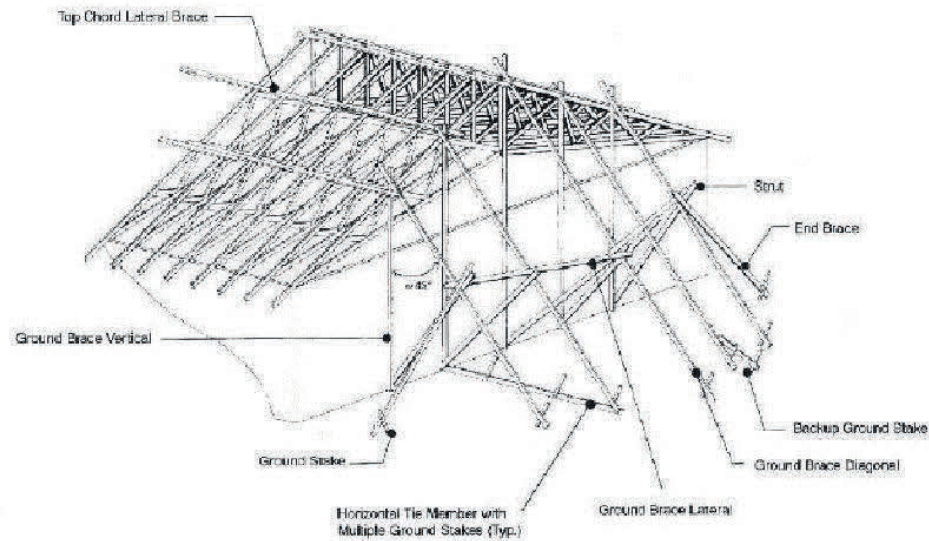 Top Chord Lateral Brace
Strut
End Brace
≈45°
Ground Brace Vertical
Backup Ground Stake
Ground Stake
Ground Brace Diagonal
Horizontal Tie Member with
Multiple Ground Stakes (Typ.)
Ground Brace Lateral